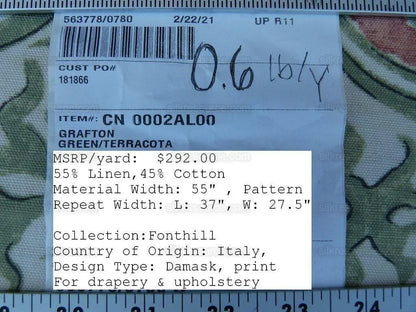 563778/0780 2/22/21 UP R11
CUST PO#
181866
0.6 lb/Y
ITEM#: CN 0002AL00
GRAFTON
GREEN/TERRACOTA
MSRP/yard: $292.00
55% Linen,45% Cotton
Material Width: 55" , Pattern
Repeat Width: L: 37", W: 27.5"
Collection:Fonthill
Country of Origin: Italy,
Design Type: Damask, print
For drapery & upholstery